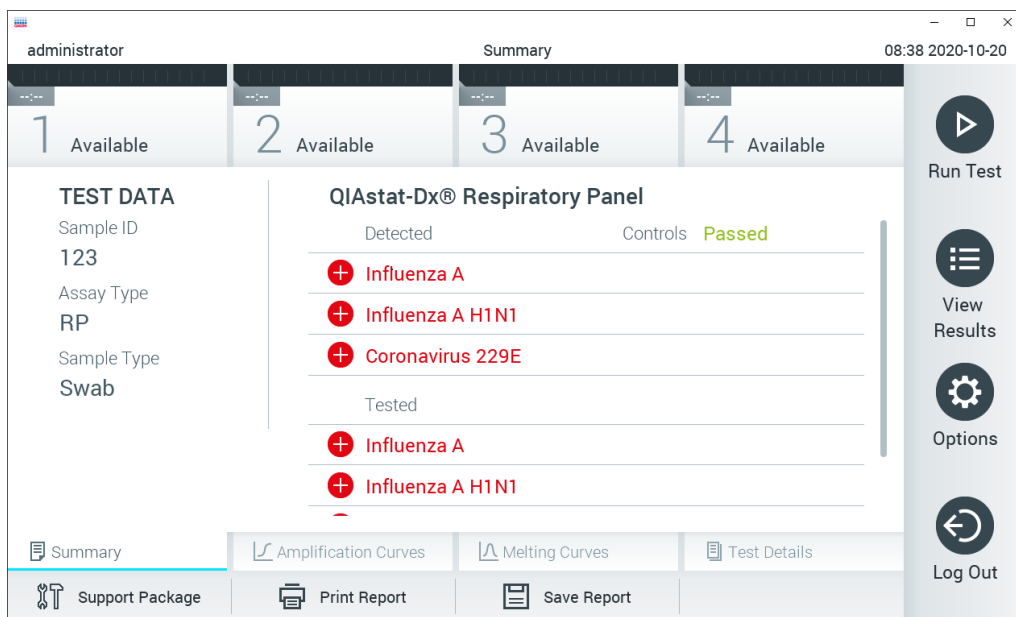 administrator
Summary
08:38 2020-10-20
--:--
--:--
--:--
--:--
1 Available
2 Available
3 Available
4 Available
Run Test
TEST DATA
Sample ID
123
Assay Type
RP
Sample Type
Swab
QIAstat-Dx® Respiratory Panel
Detected
Controls Passed
Influenza A
Influenza A H1N1
Coronavirus 229E
Tested
Influenza A
Influenza A H1N1
View
Results
Options
Log Out
Summary
Amplification Curves
Melting Curves
Test Details
Support Package
Print Report
Save Report